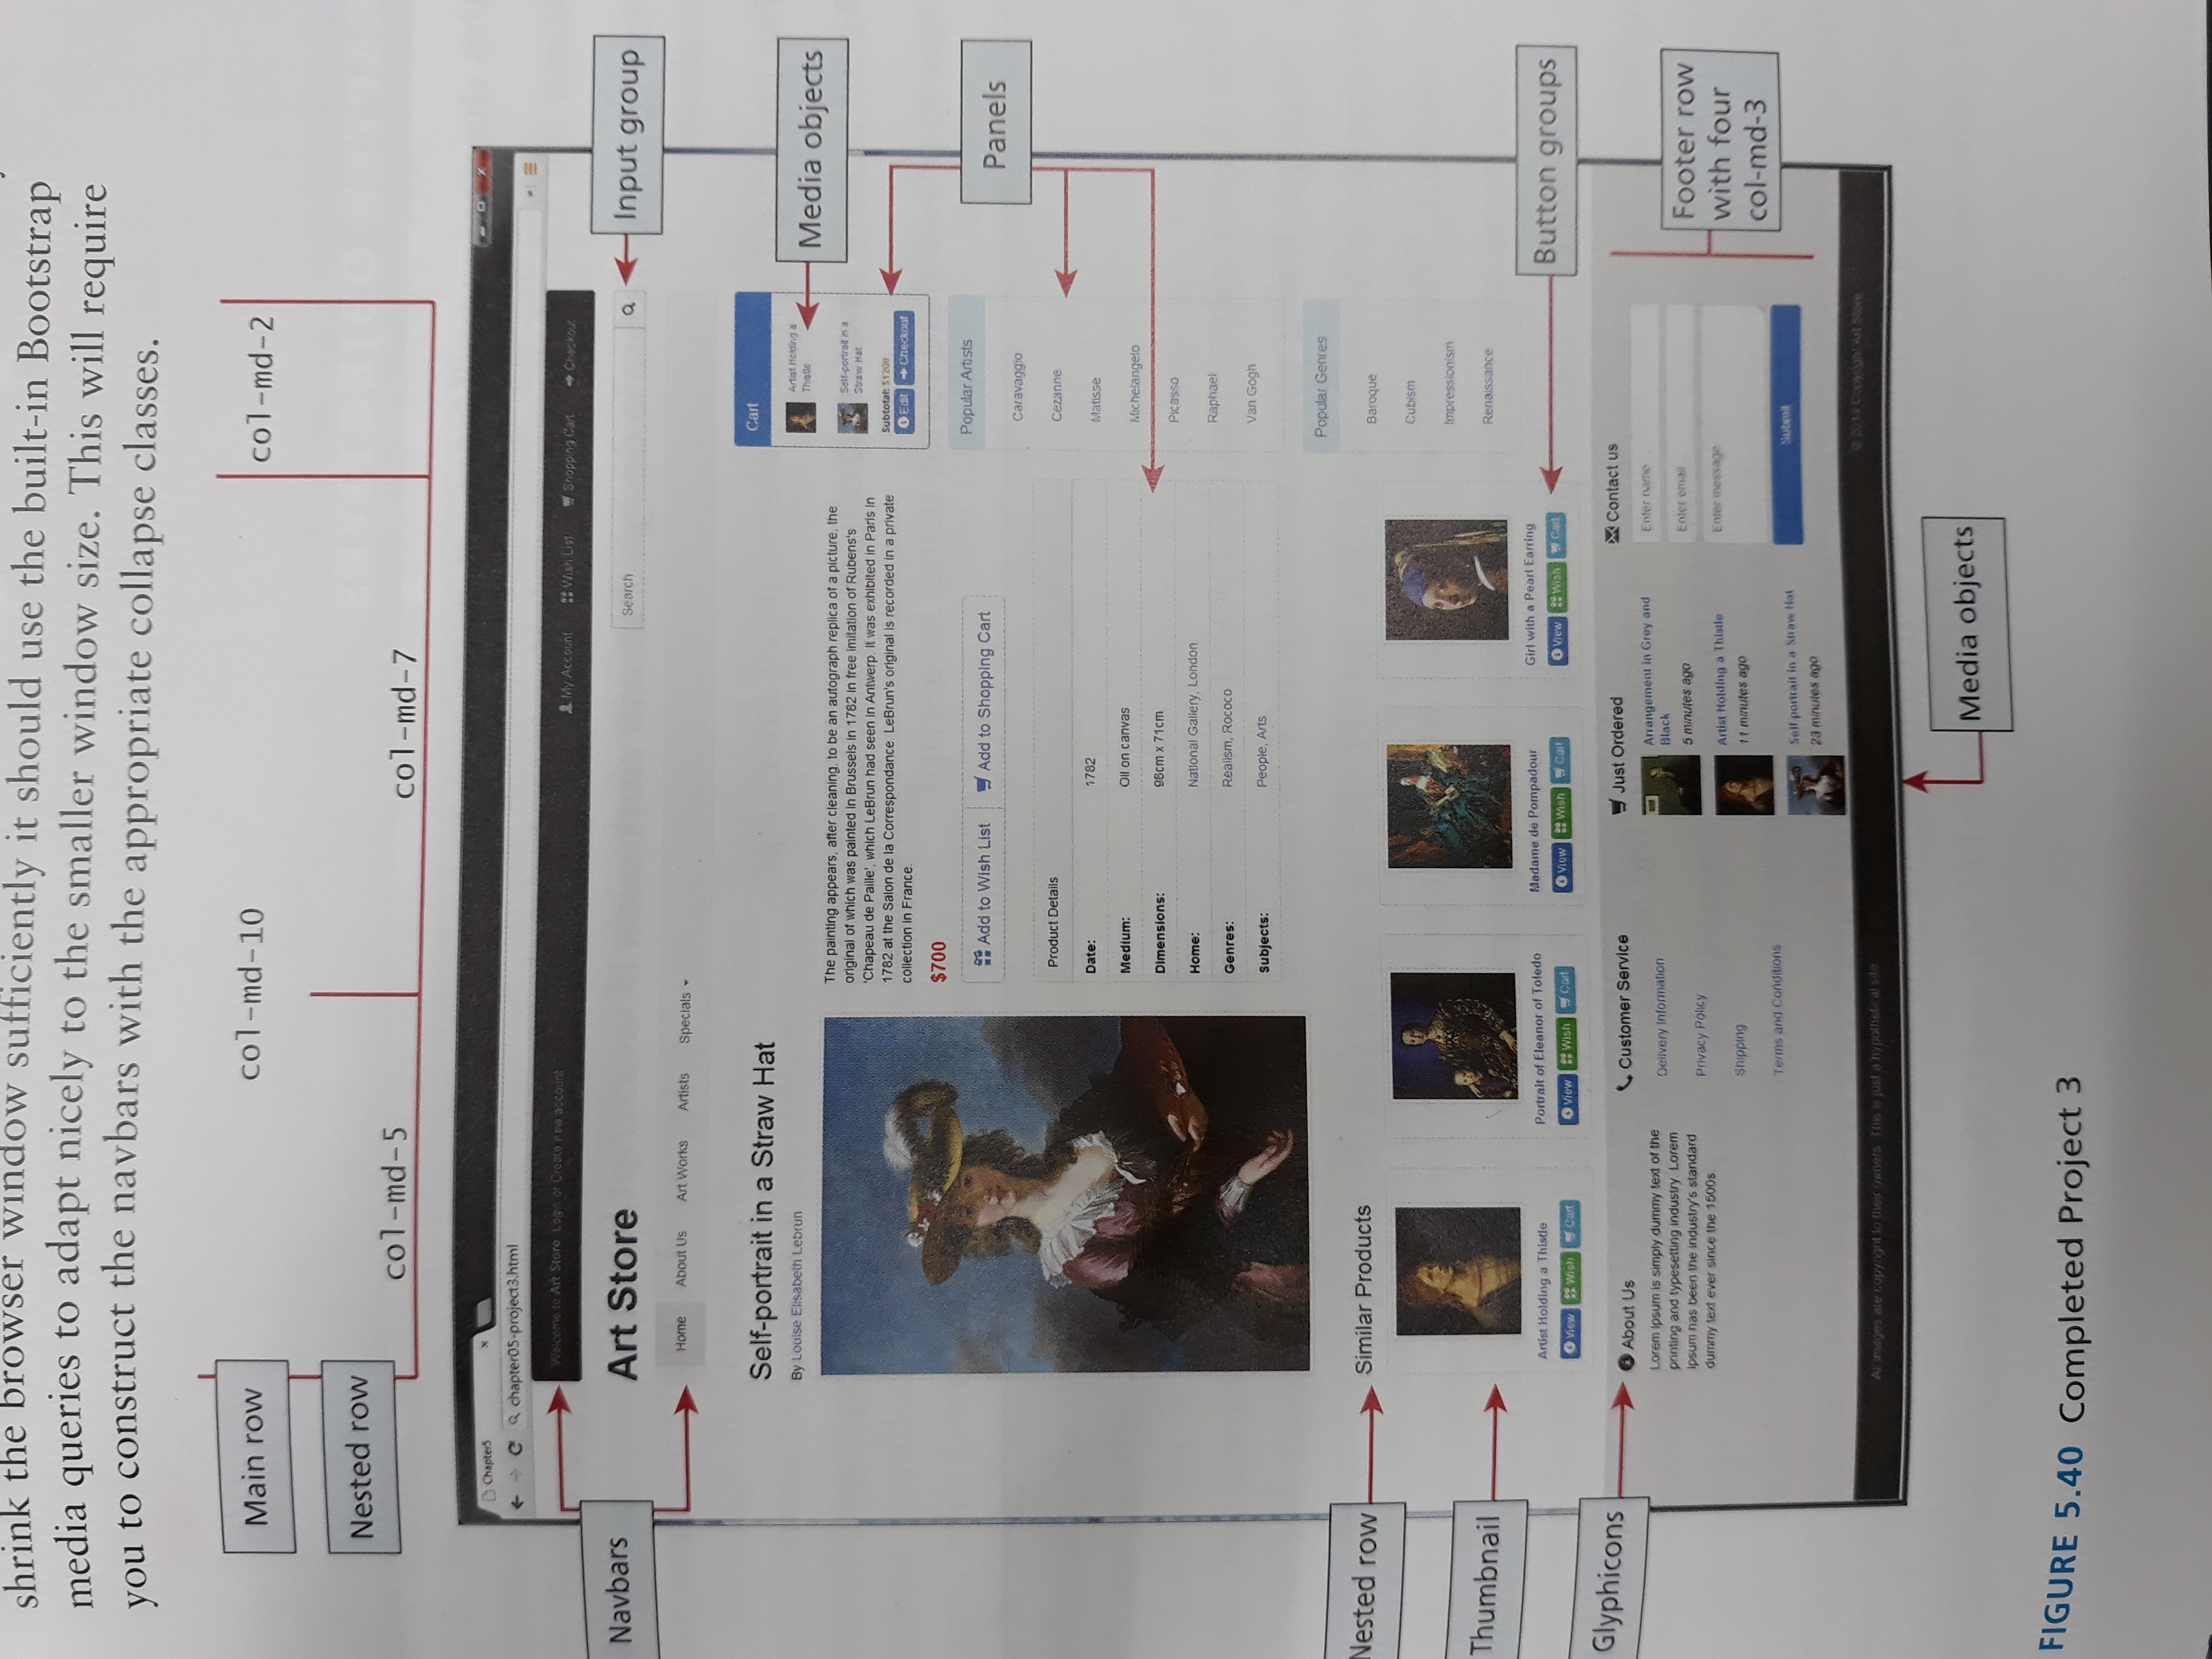 shrink the browser window sufficiently it should use the built-in Bootstrap
media queries to adapt nicely to the smaller window size. This will require
you to construct the navbars with the appropriate collapse classes.
Main row
col-md-10
col-md-2
Nested row
col-md-5
col-md-7
Chapter5
chapter05-project3.html
Welcome to Art Store. Login or Create new account
My Account
Wish List
Shopping Cart
Checkout
Navbars
Art Store
Search
Input group
Home
About Us
Art Works
Artists
Specials
Self-portrait in a Straw Hat
By Louise Elisabeth Lebrun
The painting appears, after cleaning, to be an autograph replica of a picture, the
original of which was painted in Brussels in 1782 in free imitation of Rubens's
'Chapeau de Paille', which LeBrun had seen in Antwerp. It was exhibited in Paris in
1782 at the Salon de la Correspondance. LeBrun's original is recorded in a private
collection in France.
$700
Add to Wish List
Add to Shopping Cart
Product Details
Date: 1782
Medium: Oil on canvas
Dimensions: 98cm x 71cm
Home: National Gallery, London
Genres: Realism, Rococo
Subjects: People, Arts
Cart
Artist Holding a
Thistle
Self-portrait in a
Straw Hat
Subtotal: $1200
Edit
Checkout
Media objects
Panels
Popular Artists
Caravaggio
Cezanne
Matisse
Michelangelo
Picasso
Raphael
Van Gogh
Popular Genres
Baroque
Cubism
Impressionism
Renaissance
Nested row
Similar Products
Thumbnail
Artist Holding a Thistle
View Wish Cart
Portrait of Eleanor of Toledo
View Wish Cart
Madame de Pompadour
View Wish Cart
Girl with a Pearl Earring
View Wish Cart
Button groups
Glyphicons
About Us
Lorem Ipsum is simply dummy text of the
printing and typesetting industry. Lorem
Ipsum has been the industry's standard
dummy text ever since the 1500s.
Customer Service
Delivery Information
Privacy Policy
Shipping
Terms and Conditions
Just Ordered
Arrangement in Grey and
Black
5 minutes ago
Artist Holding a Thistle
11 minutes ago
Self portrait in a Straw Hat
23 minutes ago
Contact us
Enter name
Enter email
Enter message
Submit
Footer row
with four
col-md-3
All images are copyright to their owners. This is just a hypothetical site
© 2014 Copyright Art Store
Media objects
FIGURE 5.40 Completed Project 3